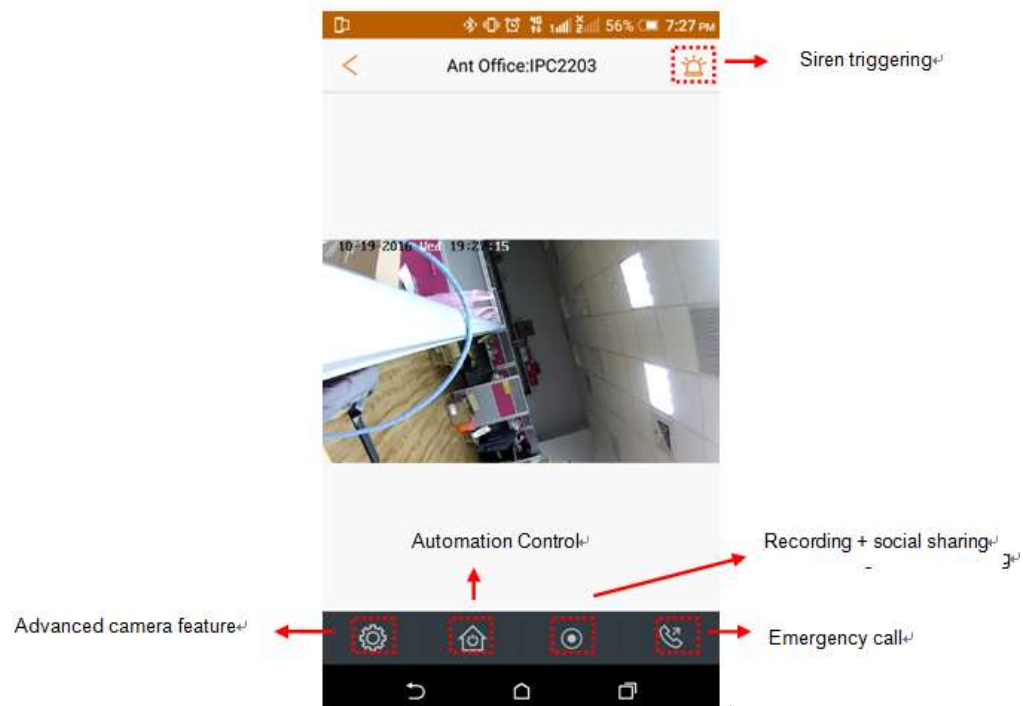 56% 7:27 PM
Ant Office:IPC2203
Siren triggering
10-19-2016 Wed 19:27:15
Automation Control
Recording + social sharing
Advanced camera feature
Emergency call